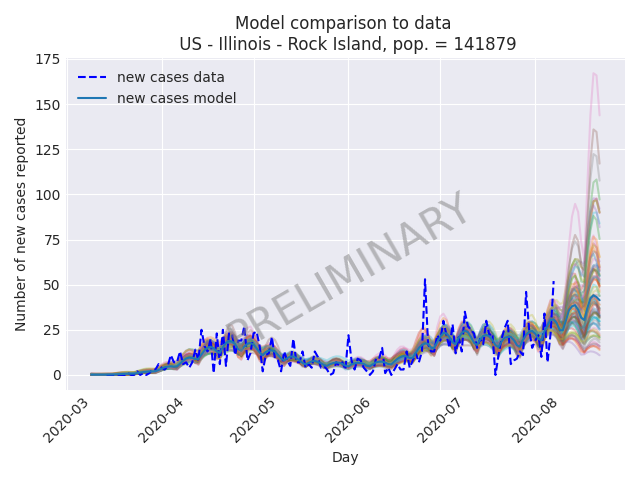 Model comparison to data
US - Illinois - Rock Island, pop. = 141879
175
150
125
100
75
50
25
0
Number of new cases reported
new cases data
new cases model
PRELIMINARY
2020-03
2020-04
2020-05
2020-06
2020-07
2020-08
Day